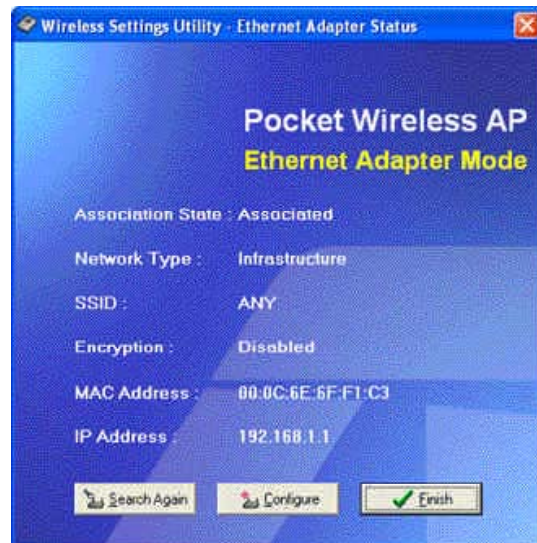 Wireless Settings Utility - Ethernet Adapter Status
Pocket Wireless AP
Ethernet Adapter Mode
Association State : Associated
Network Type : Infrastructure
SSID : ANY
Encryption : Disabled
MAC Address : 00:0C:6E:6F:F1:C3
IP Address : 192.168.1.1
Search Again Configure Finish